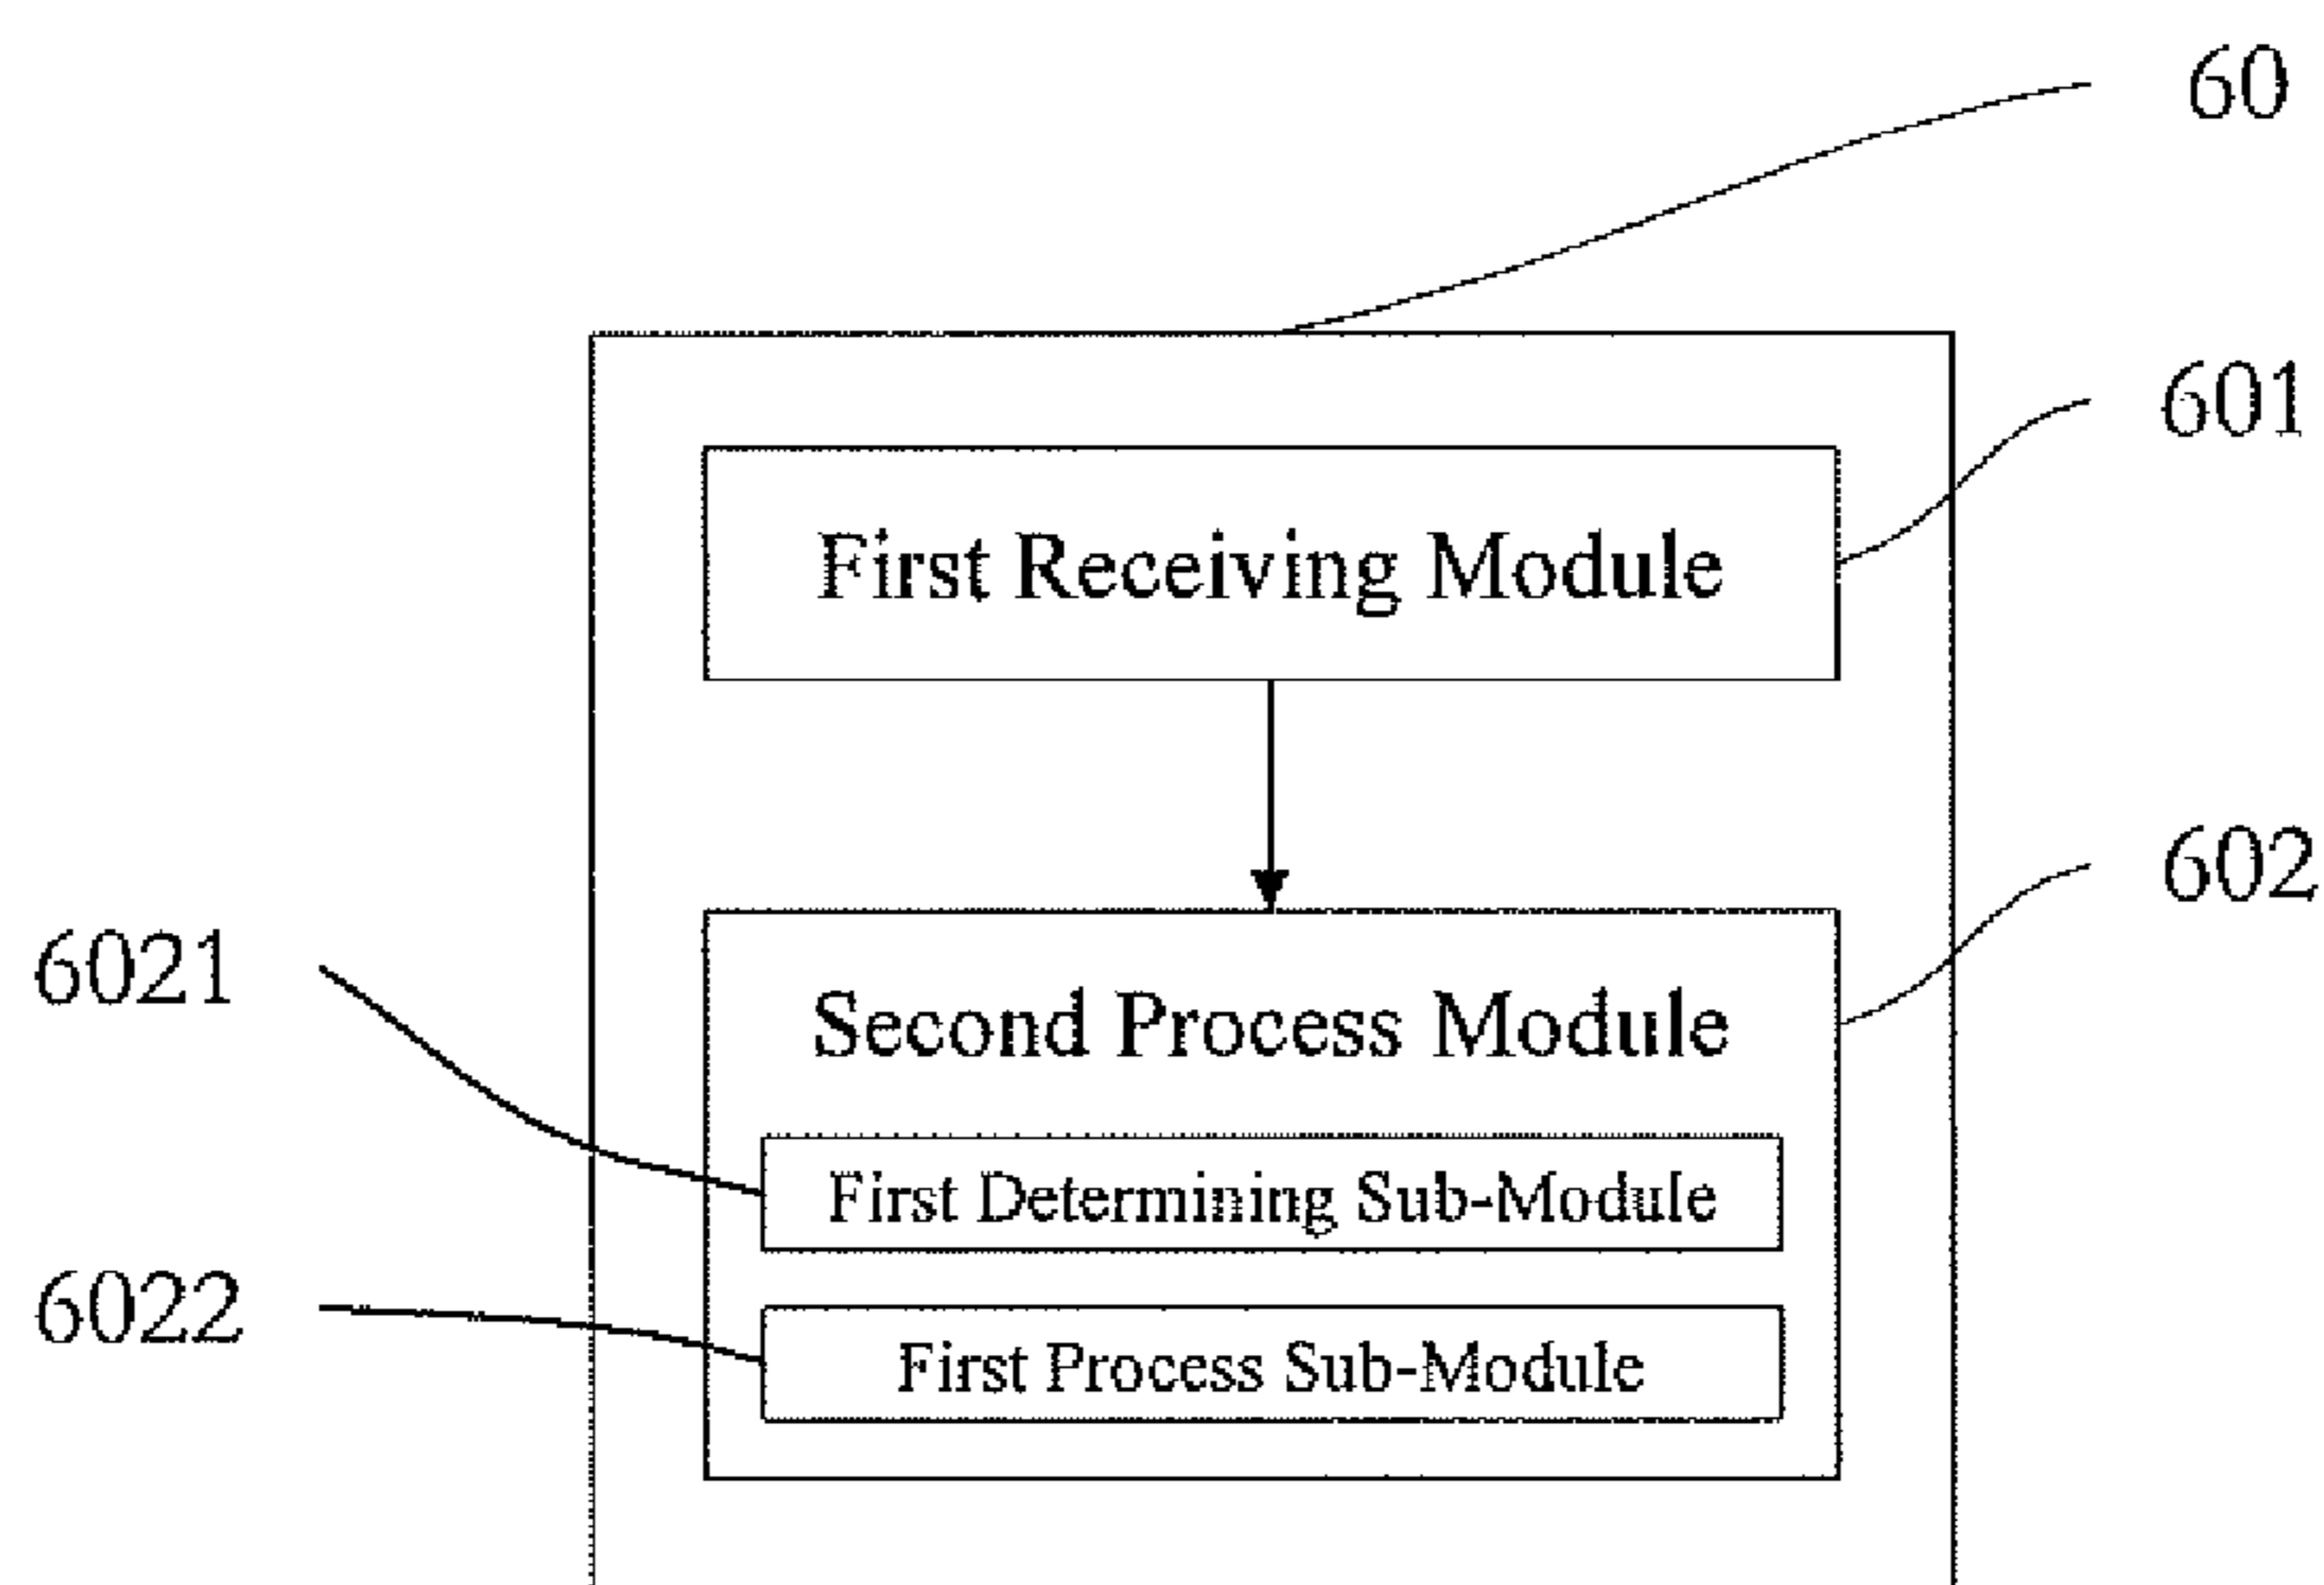 60
601
First Receiving Module
602
6021
Second Process Module
First Determining Sub-Module
6022
First Process Sub-Module